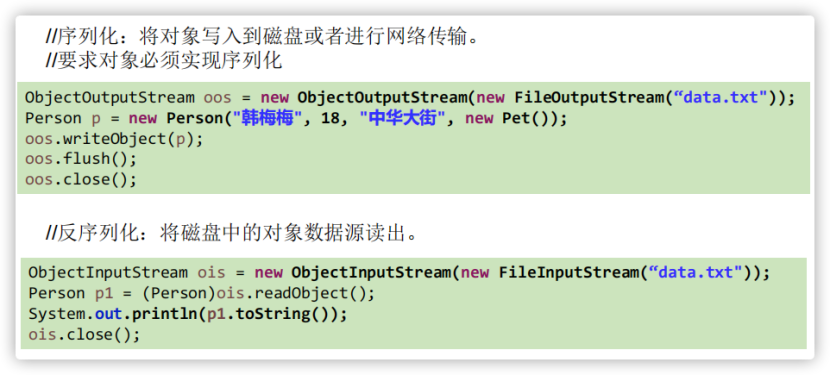 //序列化：将对象写入到磁盘或者进行网络传输。
//要求对象必须实现序列化
ObjectOutputStream oos = new ObjectOutputStream(new FileOutputStream(“data.txt"));
Person p = new Person("韩梅梅", 18, "中华大街", new Pet());
oos.writeObject(p);
oos.flush();
oos.close();
//反序列化：将磁盘中的对象数据源读出。
ObjectInputStream ois = new ObjectInputStream(new FileInputStream(“data.txt"));
Person p1 = (Person)ois.readObject();
System.out.println(p1.toString());
ois.close();